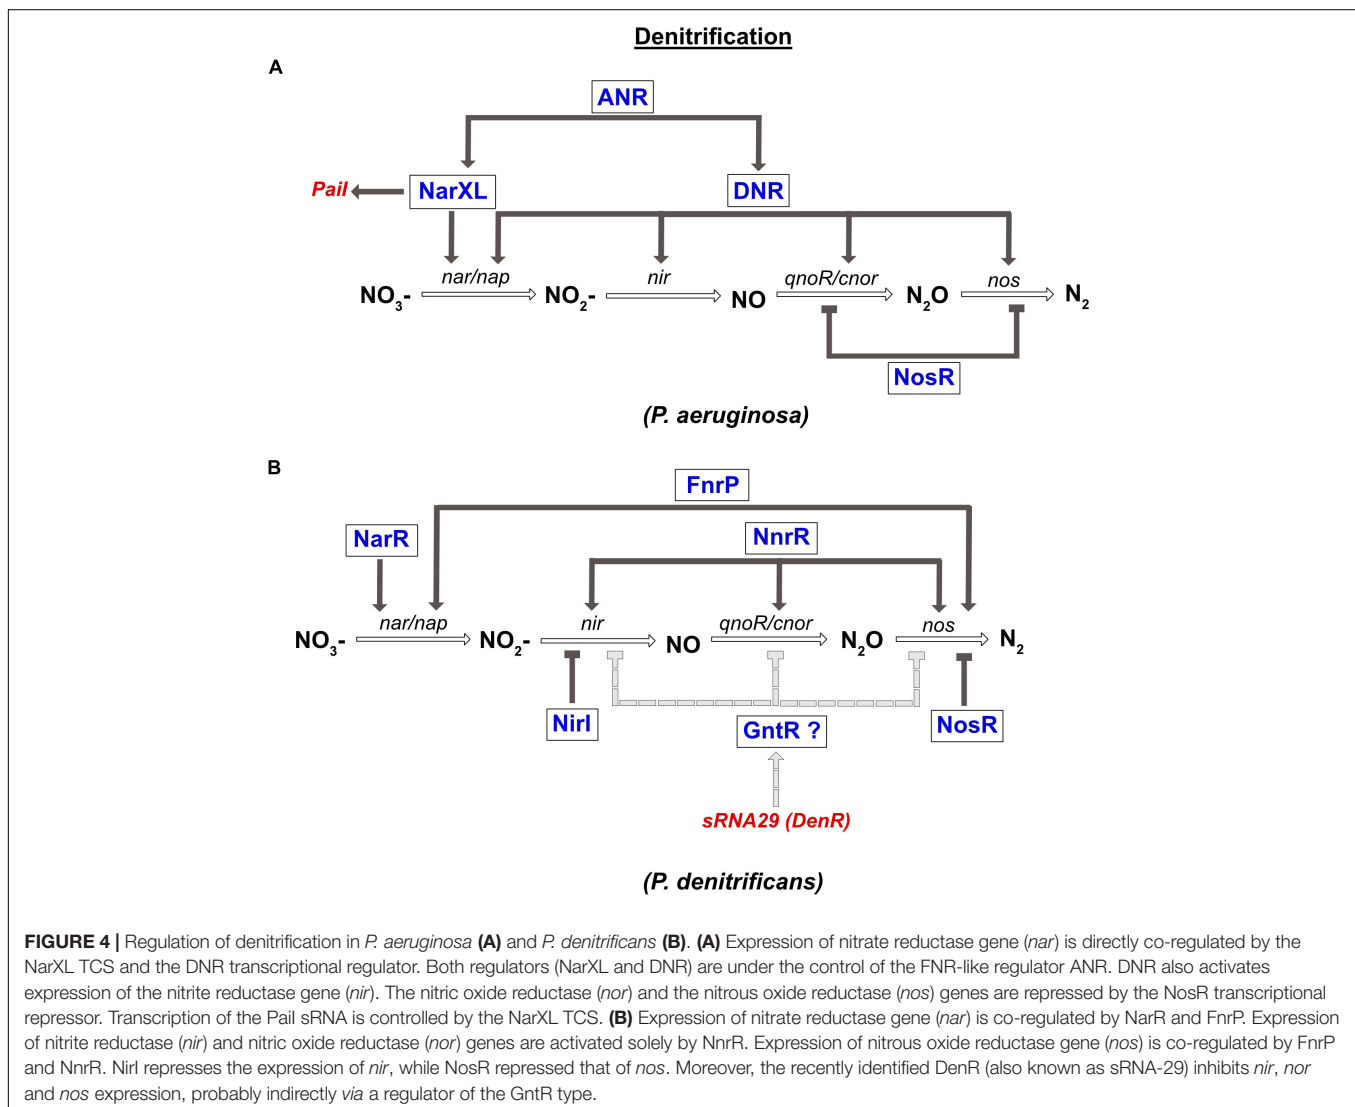 Denitrification
A
ANR
PaiI NarXL DNR
nar/nap nir qnoR/cnor nos
NO3- NO2- NO N2O N2
NosR
(P. aeruginosa)
B
FnrP
NarR NnrR
nar/nap nir qnoR/cnor nos
NO3- NO2- NO N2O N2
NirI GntR ? NosR
sRNA29 (DenR)
(P. denitrificans)
FIGURE 4 | Regulation of denitrification in P. aeruginosa (A) and P. denitrificans (B). (A) Expression of nitrate reductase gene (nar) is directly co-regulated by the
NarXL TCS and the DNR transcriptional regulator. Both regulators (NarXL and DNR) are under the control of the FNR-like regulator ANR. DNR also activates
expression of the nitrite reductase gene (nir). The nitric oxide reductase (nor) and the nitrous oxide reductase (nos) genes are repressed by the NosR transcriptional
repressor. Transcription of the PaiI sRNA is controlled by the NarXL TCS. (B) Expression of nitrate reductase gene (nar) is co-regulated by NarR and FnrP. Expression
of nitrite reductase (nir) and nitric oxide reductase (nor) genes are activated solely by NnrR. Expression of nitrous oxide reductase gene (nos) is co-regulated by FnrP
and NnrR. NirI represses the expression of nir, while NosR repressed that of nos. Moreover, the recently identified DenR (also known as sRNA-29) inhibits nir, nor
and nos expression, probably indirectly via a regulator of the GntR type.